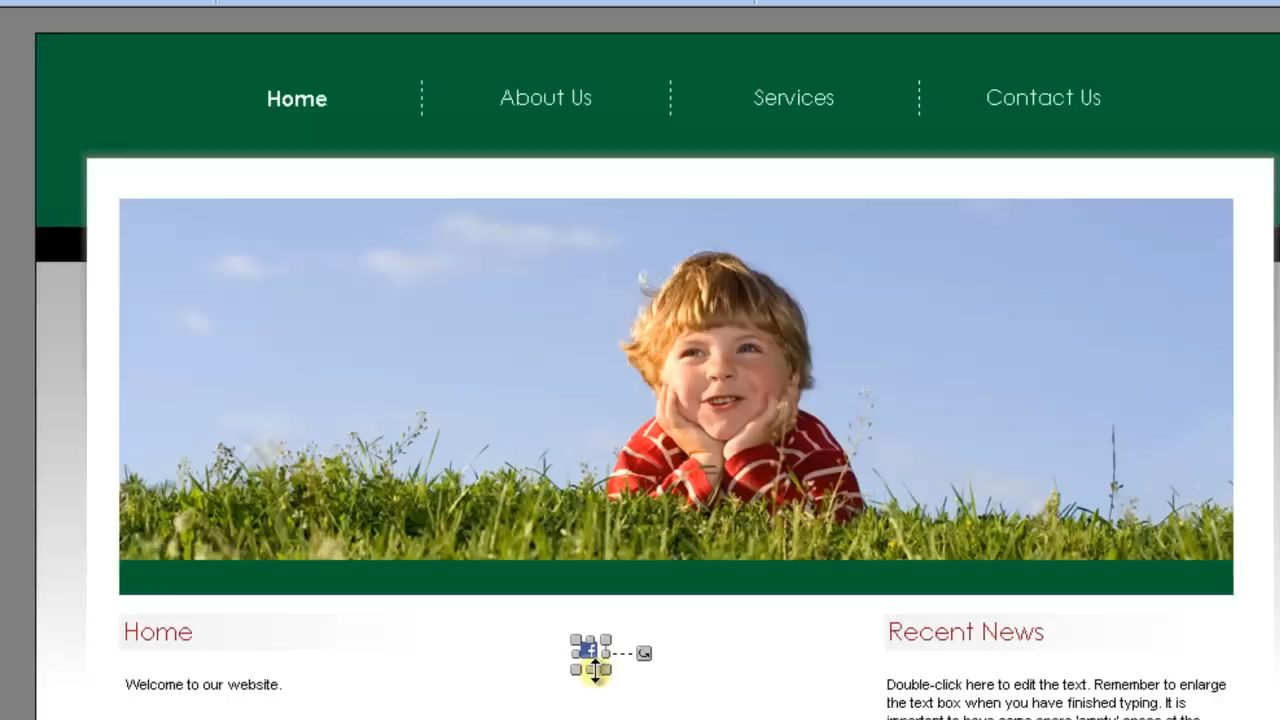 Home
About Us
Services
Contact Us
Home
Recent News
f
Welcome to our website.
Double-click here to edit the text. Remember to enlarge
the text box when you have finished typing. It is